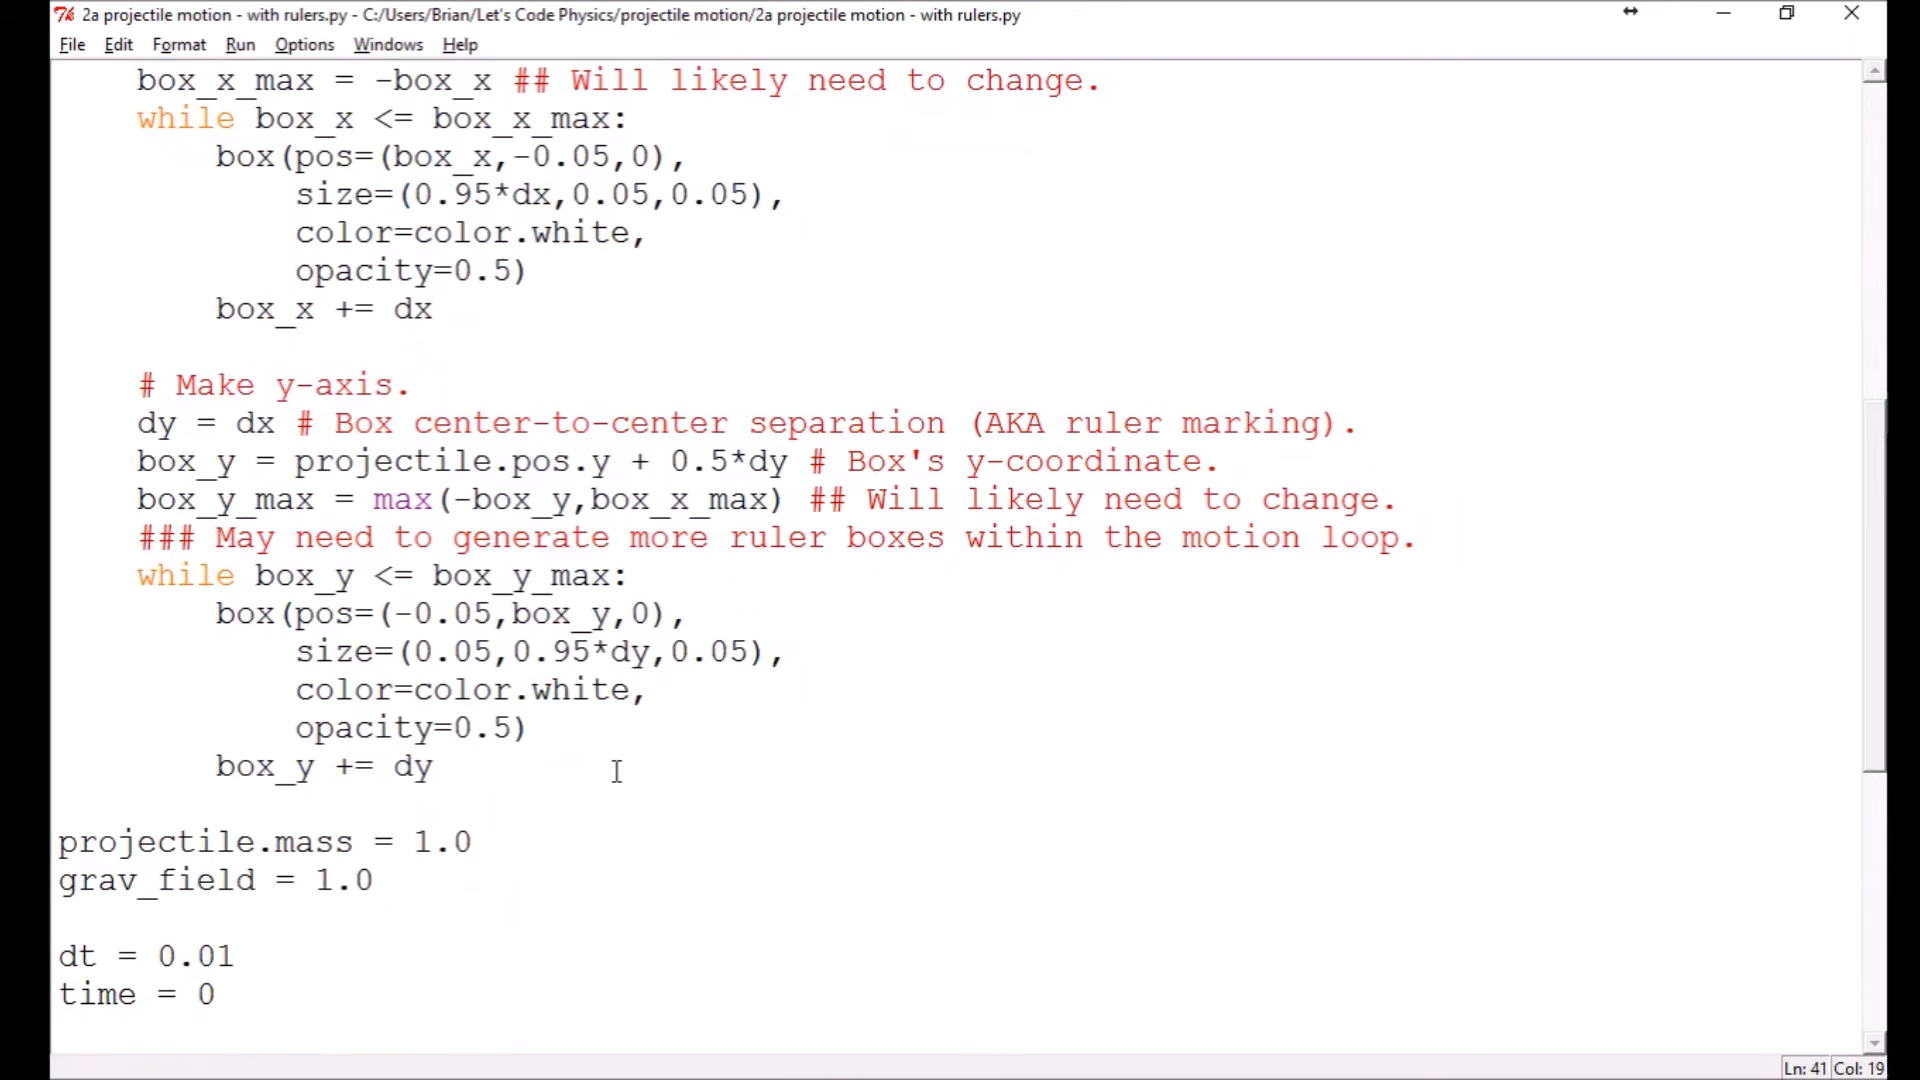 2a projectile motion - with rulers.py - C:/Users/Brian/Let's Code Physics/projectile motion/2a projectile motion - with rulers.py
File Edit Format Run Options Windows Help
box_x_max = -box_x ## Will likely need to change.
while box_x <= box_x_max:
box(pos=(box_x,-0.05,0),
size=(0.95*dx,0.05,0.05),
color=color.white,
opacity=0.5)
box_x += dx
# Make y-axis.
dy = dx # Box center-to-center separation (AKA ruler marking).
box_y = projectile.pos.y + 0.5*dy # Box's y-coordinate.
box_y_max = max(-box_y,box_x_max) ## Will likely need to change.
### May need to generate more ruler boxes within the motion loop.
while box_y <= box_y_max:
box(pos=(-0.05,box_y,0),
size=(0.05,0.95*dy,0.05),
color=color.white,
opacity=0.5)
box_y += dy
projectile.mass = 1.0
grav_field = 1.0
dt = 0.01
time = 0
Ln: 41 Col: 19